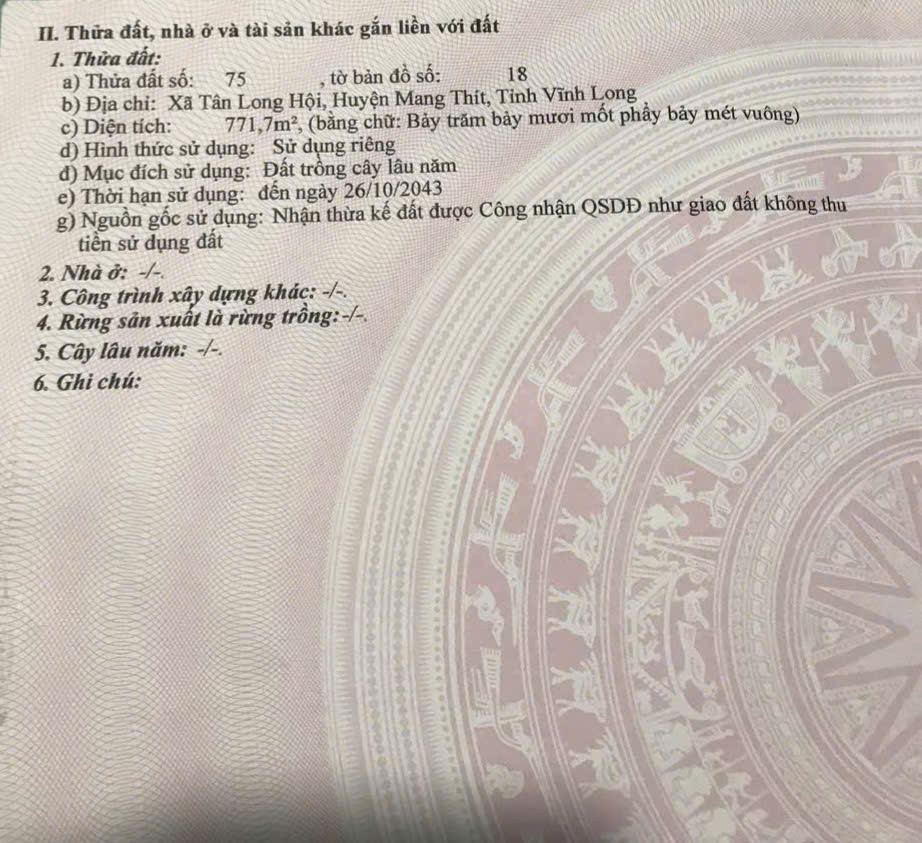 II. Thửa đất, nhà ở và tài sản khác gắn liền với đất
1. Thửa đất:
a) Thửa đất số: 75 , tờ bản đồ số: 18
b) Địa chỉ: Xã Tân Long Hội, Huyện Mang Thít, Tỉnh Vĩnh Long
c) Diện tích: 771,7m², (bằng chữ: Bảy trăm bảy mươi mốt phẩy bảy mét vuông)
d) Hình thức sử dụng: Sử dụng riêng
đ) Mục đích sử dụng: Đất trồng cây lâu năm
e) Thời hạn sử dụng: đến ngày 26/10/2043
g) Nguồn gốc sử dụng: Nhận thừa kế đất được Công nhận QSDĐ như giao đất không thu
tiền sử dụng đất
2. Nhà ở: -/-.
3. Công trình xây dựng khác: -/-.
4. Rừng sản xuất là rừng trồng: -/-.
5. Cây lâu năm: -/-.
6. Ghi chú: